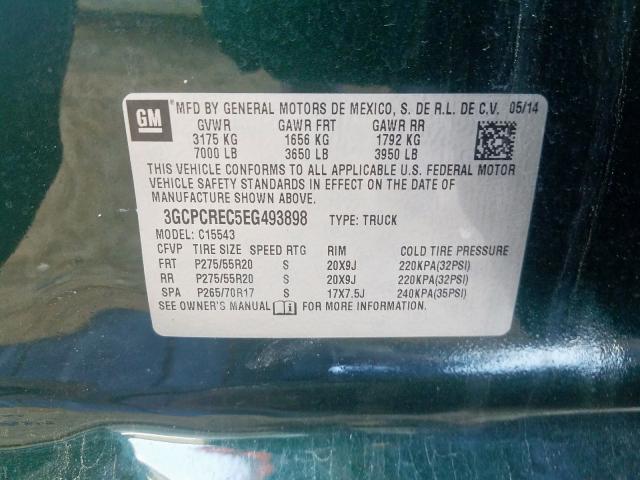 GM MFD BY GENERAL MOTORS DE MEXICO, S. DE R.L. DE C.V. 05/14
GVWR GAWR FRT GAWR RR
3175 KG 1656 KG 1792 KG
7000 LB 3650 LB 3950 LB
THIS VEHICLE CONFORMS TO ALL APPLICABLE U.S. FEDERAL MOTOR
VEHICLE SAFETY STANDARDS IN EFFECT ON THE DATE OF
MANUFACTURE SHOWN ABOVE.
3GCPCREC5EG493898 TYPE: TRUCK
MODEL: C15543
CFVP TIRE SIZE SPEED RTG RIM COLD TIRE PRESSURE
FRT P275/55R20 S 20X9J 220KPA(32PSI)
RR P275/55R20 S 20X9J 220KPA(32PSI)
SPA P265/70R17 S 17X7.5J 240KPA(35PSI)
SEE OWNER'S MANUAL FOR MORE INFORMATION